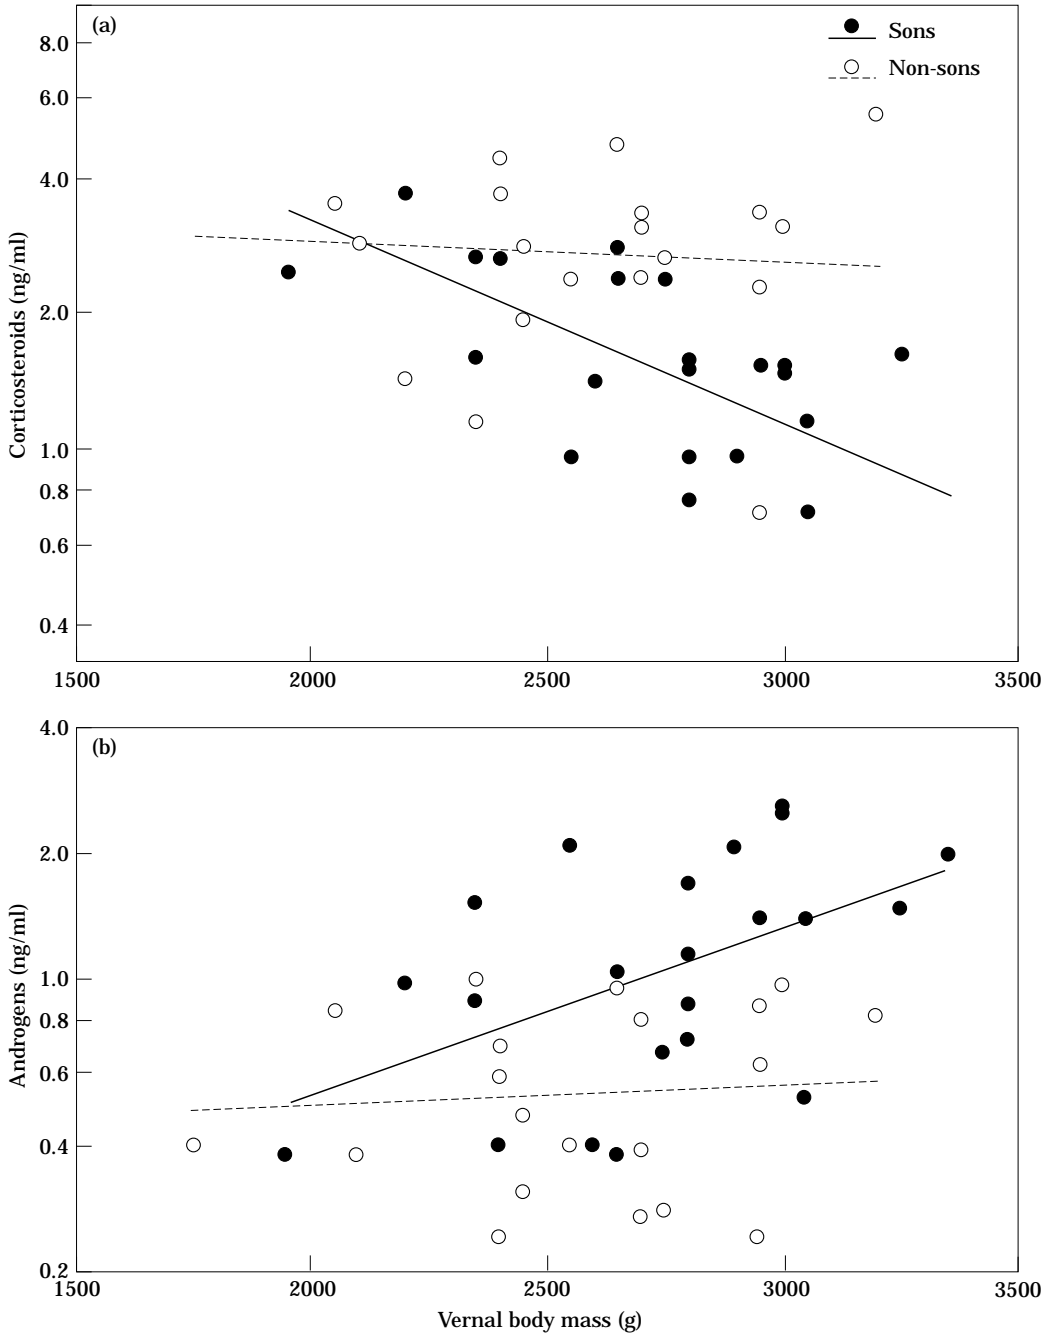 (a)
Sons
Non-sons
8.0
6.0
4.0
2.0
1.0
0.8
0.6
0.4
Corticosteroids (ng/ml)
1500 2000 2500 3000 3500
(b)
4.0
2.0
1.0
0.8
0.6
0.4
0.2
Androgens (ng/ml)
1500 2000 2500 3000 3500
Vernal body mass (g)